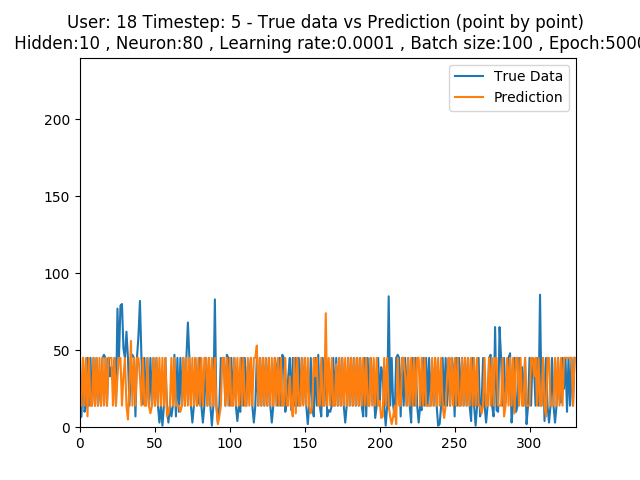 User: 18 Timestep: 5 - True data vs Prediction (point by point)
Hidden:10 , Neuron:80 , Learning rate:0.0001 , Batch size:100 , Epoch:5000
True Data
Prediction
200
150
100
50
0
0 50 100 150 200 250 300